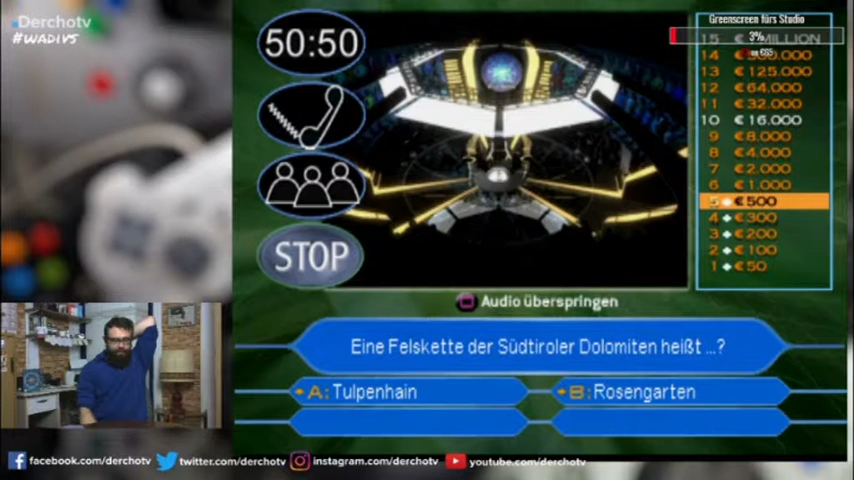 Derchotv
#WADIVS
50:50
STOP
Greenscreen fürs Studio
3%
15 € MILLION
14 € 500.000
13 € 125.000
12 € 64.000
11 € 32.000
10 € 16.000
9 € 8.000
8 € 4.000
7 € 2.000
6 € 1.000
5 € 500
4 € 300
3 € 200
2 € 100
1 € 50
Audio überspringen
Eine Felskette der Südtiroler Dolomiten heißt ...?
A: Tulpenhain
B: Rosengarten
facebook.com/derchotv
twitter.com/derchotv
instagram.com/derchotv
youtube.com/derchotv